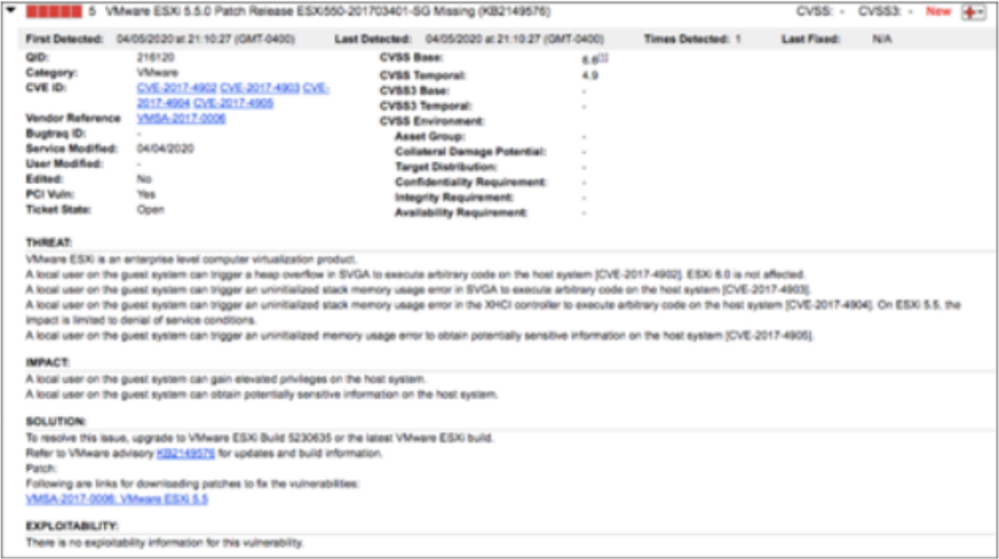 5 VMware ESXi 5.5.0 Patch Release ESXi550-201703401-SG Missing (KB2149576) CVSS: - CVSS3: - New
First Detected: 04/05/2020 at 21:10:27 (GMT-0400) Last Detected: 04/05/2020 at 21:10:27 (GMT-0400) Times Detected: 1 Last Fixed: N/A
QID: 216120 CVSS Base: 6.6[1]
Category: VMware CVSS Temporal: 4.9
CVE ID: CVE-2017-4902 CVE-2017-4903 CVE- CVSS3 Base: -
2017-4904 CVE-2017-4905 CVSS3 Temporal: -
Vendor Reference VMSA-2017-0006 CVSS Environment:
Bugtraq ID: - Asset Group: -
Service Modified: 04/04/2020 Collateral Damage Potential: -
User Modified: - Target Distribution: -
Edited: No Confidentiality Requirement: -
PCI Vuln: Yes Integrity Requirement: -
Ticket State: Open Availability Requirement: -
THREAT:
VMware ESXi is an enterprise level computer virtualization product.
A local user on the guest system can trigger a heap overflow in SVGA to execute arbitrary code on the host system [CVE-2017-4902]. ESXi 6.0 is not affected.
A local user on the guest system can trigger an uninitialized stack memory usage error in SVGA to execute arbitrary code on the host system [CVE-2017-4903].
A local user on the guest system can trigger an uninitialized stack memory usage error in the XHCI controller to execute arbitrary code on the host system [CVE-2017-4904]. On ESXi 5.5, the
impact is limited to denial of service conditions.
A local user on the guest system can trigger an uninitialized memory usage error to obtain potentially sensitive information on the host system [CVE-2017-4905].
IMPACT:
A local user on the guest system can gain elevated privileges on the host system.
A local user on the guest system can obtain potentially sensitive information on the host system.
SOLUTION:
To resolve this issue, upgrade to VMware ESXi Build 5230635 or the latest VMware ESXi build.
Refer to VMware advisory KB2149576 for updates and build information.
Patch:
Following are links for downloading patches to fix the vulnerabilities:
VMSA-2017-0006: VMware ESXi 5.5
EXPLOITABILITY:
There is no exploitability information for this vulnerability.